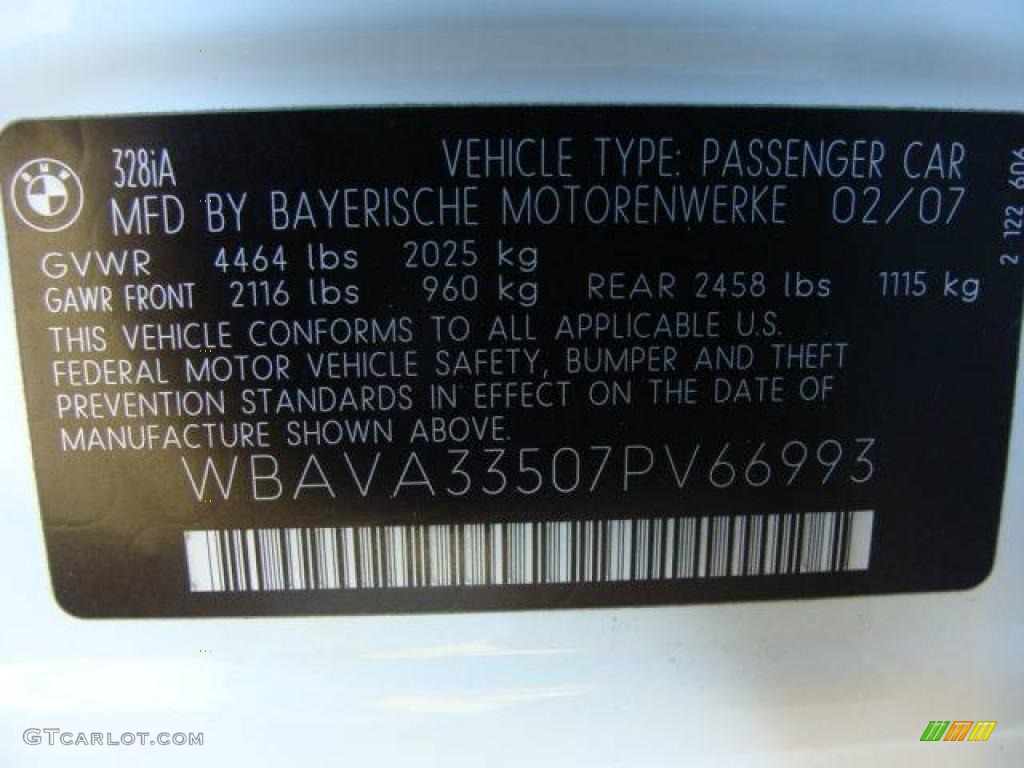 BMW
328iA VEHICLE TYPE: PASSENGER CAR
MFD BY BAYERISCHE MOTORENWERKE 02/07
GVWR 4464 lbs 2025 kg
GAWR FRONT 2116 lbs 960 kg REAR 2458 lbs 1115 kg
THIS VEHICLE CONFORMS TO ALL APPLICABLE U.S.
FEDERAL MOTOR VEHICLE SAFETY, BUMPER AND THEFT
PREVENTION STANDARDS IN EFFECT ON THE DATE OF
MANUFACTURE SHOWN ABOVE.
WBAVA33507PV66993
2 122 606
GTCARLOT.COM